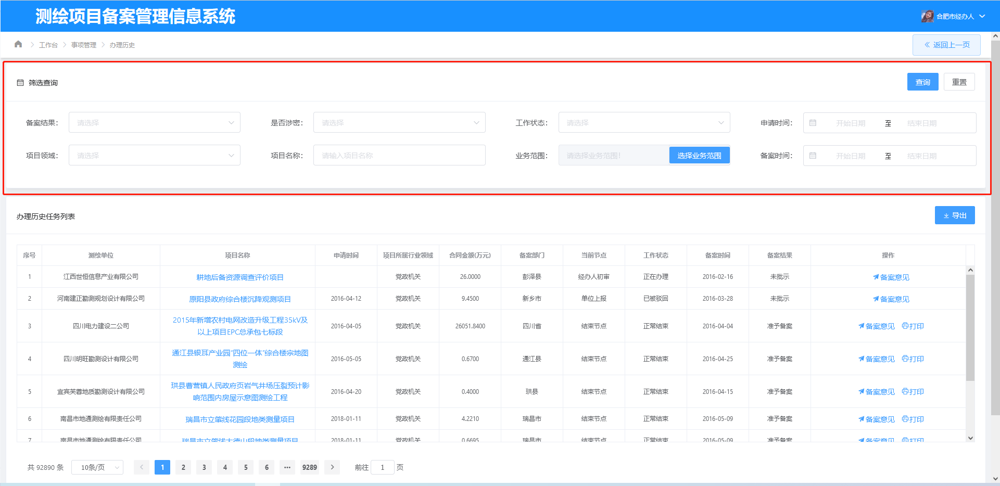 测绘项目备案管理信息系统
合肥市经办人
工作台 事项管理 办理历史
返回上一页
筛选查询
查询 重置
备案结果： 请选择 是否涉密： 请选择 工作状态： 请选择 申请时间： 开始日期 至 结束日期
项目领域： 请选择 项目名称： 请输入项目名称 业务范围： 请选择业务范围! 选择业务范围 备案时间： 开始日期 至 结束日期
办理历史任务列表
导出
序号 测绘单位 项目名称 申请时间 项目所属行业领域 合同金额(万元) 备案部门 当前节点 工作状态 备案时间 备案结果 操作
1 江西世恒信息产业有限公司 耕地后备资源调查评价项目 党政机关 26.0000 彭泽县 经办人初审 正在办理 2016-02-16 未批示 备案意见
2 河南建正勘测规划设计有限公司 原阳县政府综合楼沉降观测项目 2016-04-12 党政机关 9.4500 新乡市 单位上报 已被驳回 2016-03-28 未批示 备案意见
3 四川电力建设二公司 2015年新增农村电网改造升级工程35kV及
以上项目EPC总承包七标段 2016-04-05 党政机关 26051.8400 四川省 结束节点 正常结束 2016-04-04 准予备案 备案意见 打印
4 四川明旺勘测设计有限公司 通江县银耳产业园“四位一体”综合楼宗地图
测绘 2016-05-05 党政机关 0.6700 通江县 结束节点 正常结束 2016-04-25 准予备案 备案意见 打印
5 宜宾芙蓉地质勘测设计有限公司 珙县曹营镇人民政府页岩气井场压裂预计影
响范围内房屋示意图测绘工程 2016-04-20 党政机关 0.4000 珙县 结束节点 正常结束 2016-04-15 准予备案 备案意见 打印
6 南昌市地通测绘有限责任公司 瑞昌市立肇线花园段地类测量项目 2018-01-11 党政机关 4.2210 瑞昌市 结束节点 正常结束 2016-05-09 准予备案 备案意见 打印
7 南昌市地通测绘有限责任公司 瑞昌市立肇线大德山段地类测量项目 2018-01-11 党政机关 0.6695 瑞昌市 结束节点 正常结束 2016-05-09 准予备案 备案意见 打印
共 92890 条 10条/页 1 2 3 4 5 6 ••• 9289 前往 1 页